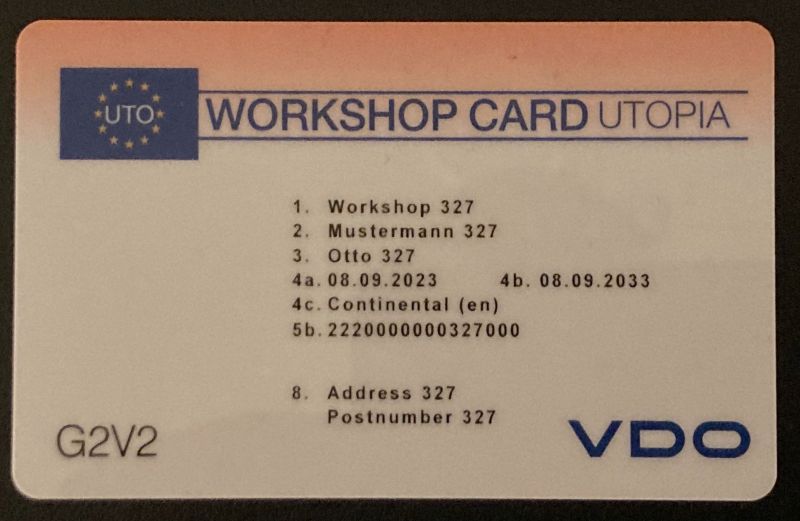 UTO WORKSHOP CARD UTOPIA
1. Workshop 327
2. Mustermann 327
3. Otto 327
4a. 08.09.2023 4b. 08.09.2033
4c. Continental (en)
5b. 2220000000327000
8. Address 327
Postnumber 327
G2V2 VDO